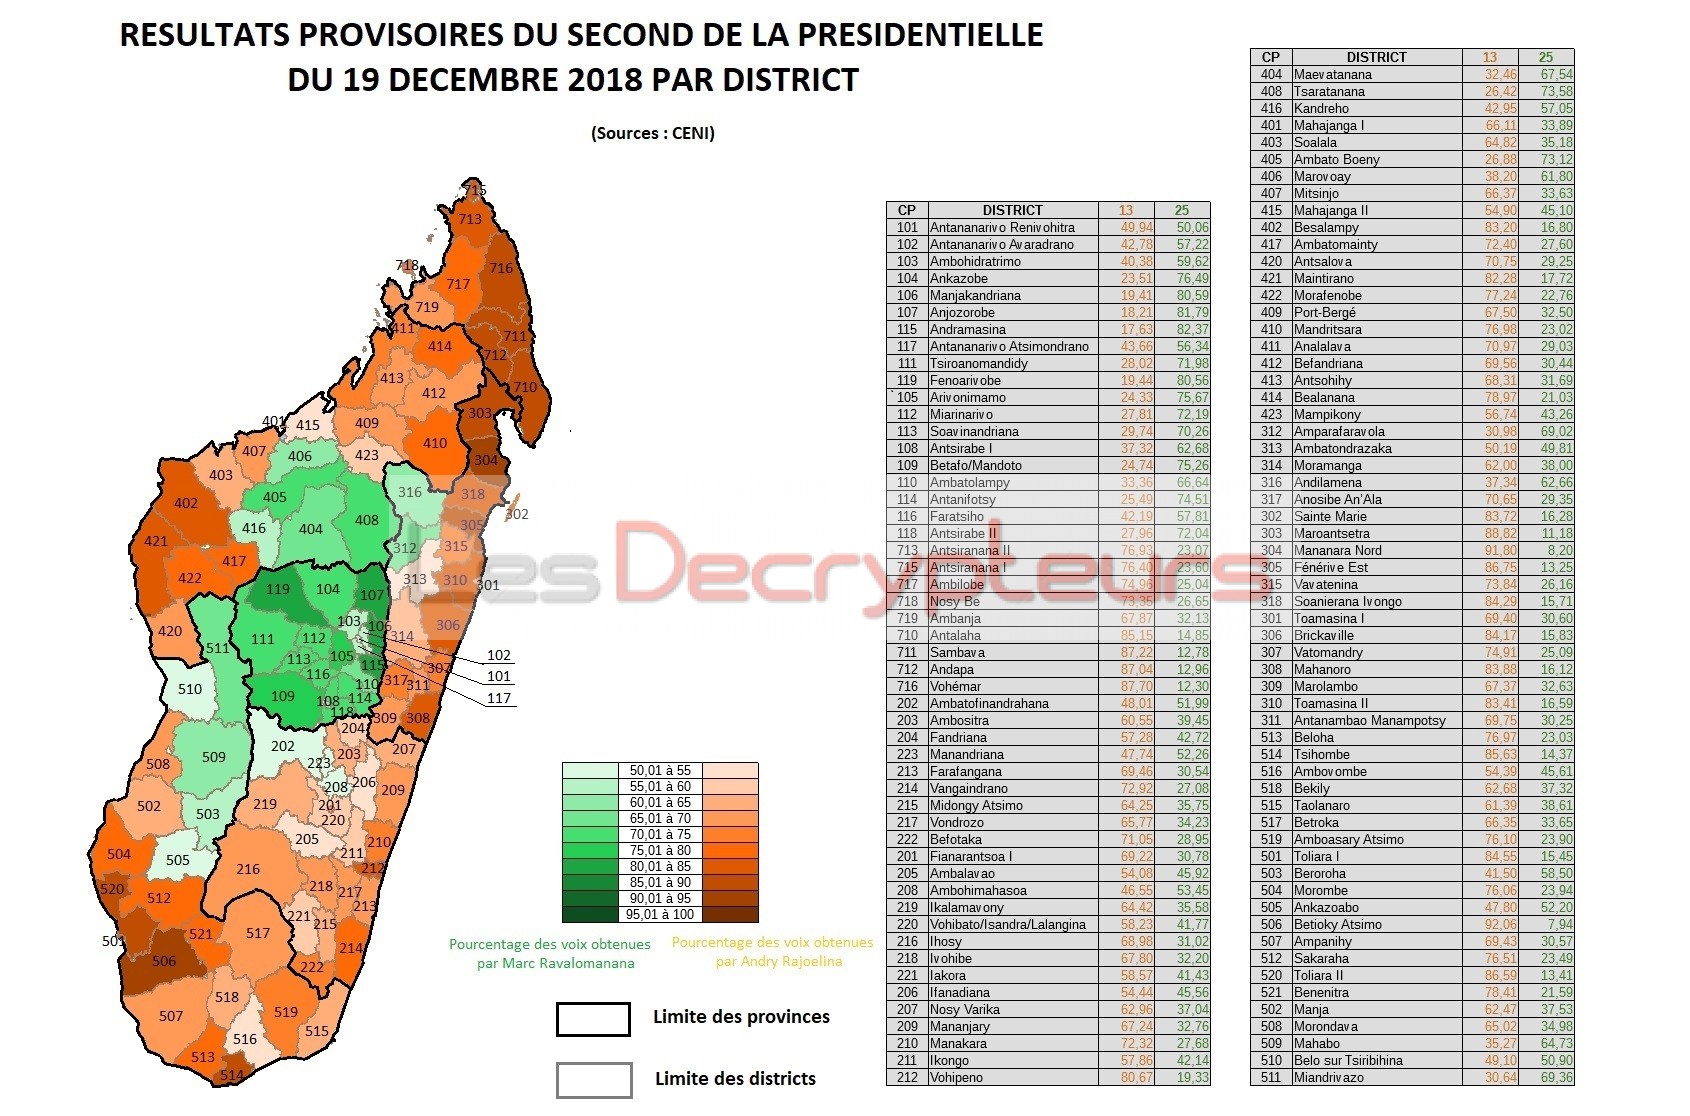 RESULTATS PROVISOIRES DU SECOND DE LA PRESIDENTIELLE
DU 19 DECEMBRE 2018 PAR DISTRICT
(Sources : CENI)
715
713
718
716
717
719
411
711
414
712
710
413
412
303
401
415
409
410
407
406
423
304
403
316
318
402
405
302
416
404
408
305
421
312
315
417
422
313
310
301
119
104
107
103
106
306
420
314
111
112
511
102
113
105
115
307
116
101
317
311
510
110
109
108
114
117
118
309
308
204
202
207
203
508
509
223
206
208
209
502
219
201
503
220
205
210
504
505
211
216
212
520
512
218
217
213
221
215
501
521
517
214
506
222
518
507
519
516
515
513
514
LesDecrypteurs
50,01 à 55
55,01 à 60
60,01 à 65
65,01 à 70
70,01 à 75
75,01 à 80
80,01 à 85
85,01 à 90
90,01 à 95
95,01 à 100
Pourcentage des voix obtenues
par Marc Ravalomanana
Pourcentage des voix obtenues
par Andry Rajoelina
Limite des provinces
Limite des districts
CP DISTRICT 13 25
101 Antananarivo Renivohitra 49,94 50,06
102 Antananarivo Avaradrano 42,78 57,22
103 Ambohidratrimo 40,38 59,62
104 Ankazobe 23,51 76,49
106 Manjakandriana 19,41 80,59
107 Anjozorobe 18,21 81,79
115 Andramasina 17,63 82,37
117 Antananarivo Atsimondrano 43,66 56,34
111 Tsiroanomandidy 28,02 71,98
119 Fenoarivobe 19,44 80,56
105 Arivonimamo 24,33 75,67
112 Miarinarivo 27,81 72,19
113 Soavinandriana 29,74 70,26
108 Antsirabe I 37,32 62,68
109 Betafo/Mandoto 24,74 75,26
110 Ambatolampy 33,36 66,64
114 Antanifotsy 25,49 74,51
116 Faratsiho 42,19 57,81
118 Antsirabe II 27,96 72,04
713 Antsiranana II 76,93 23,07
715 Antsiranana I 76,40 23,60
717 Ambilobe 74,96 25,04
718 Nosy Be 73,35 26,65
719 Ambanja 67,87 32,13
710 Antalaha 85,15 14,85
711 Sambava 87,22 12,78
712 Andapa 87,04 12,96
716 Vohémar 87,70 12,30
202 Ambatofinandrahana 48,01 51,99
203 Ambositra 60,55 39,45
204 Fandriana 57,28 42,72
223 Manandriana 47,74 52,26
213 Farafangana 69,46 30,54
214 Vangaindrano 72,92 27,08
215 Midongy Atsimo 64,25 35,75
217 Vondrozo 65,77 34,23
222 Befotaka 71,05 28,95
201 Fianarantsoa I 69,22 30,78
205 Ambalavao 54,08 45,92
208 Ambohimahasoa 46,55 53,45
219 Ikalamavony 64,42 35,58
220 Vohibato/Isandra/Lalangina 58,23 41,77
216 Ihosy 68,98 31,02
218 Ivohibe 67,80 32,20
221 Iakora 58,57 41,43
206 Ifanadiana 54,44 45,56
207 Nosy Varika 62,96 37,04
209 Mananjary 67,24 32,76
210 Manakara 72,32 27,68
211 Ikongo 57,86 42,14
212 Vohipeno 80,67 19,33
CP DISTRICT 13 25
404 Maevatanana 32,46 67,54
408 Tsaratanana 26,42 73,58
416 Kandreho 42,95 57,05
401 Mahajanga I 66,11 33,89
403 Soalala 64,82 35,18
405 Ambato Boeny 26,88 73,12
406 Marovoay 38,20 61,80
407 Mitsinjo 66,37 33,63
415 Mahajanga II 54,90 45,10
402 Besalampy 83,20 16,80
417 Ambatomainty 72,40 27,60
420 Antsalova 70,75 29,25
421 Maintirano 82,28 17,72
422 Morafenobe 77,24 22,76
409 Port-Bergé 67,50 32,50
410 Mandritsara 76,98 23,02
411 Analalava 70,97 29,03
412 Befandriana 69,56 30,44
413 Antsohihy 68,31 31,69
414 Bealanana 78,97 21,03
423 Mampikony 56,74 43,26
312 Amparafaravola 30,98 69,02
313 Ambatondrazaka 50,19 49,81
314 Moramanga 62,00 38,00
316 Andilamena 37,34 62,66
317 Anosibe An'Ala 70,65 29,35
302 Sainte Marie 83,72 16,28
303 Maroantsetra 88,82 11,18
304 Mananara Nord 91,80 8,20
305 Fénérive Est 86,75 13,25
315 Vavatenina 73,84 26,16
318 Soanierana Ivongo 84,29 15,71
301 Toamasina I 69,40 30,60
306 Brickaville 84,17 15,83
307 Vatomandry 74,91 25,09
308 Mahanoro 83,88 16,12
309 Marolambo 67,37 32,63
310 Toamasina II 83,41 16,59
311 Antanambao Manampotsy 69,75 30,25
513 Beloha 76,97 23,03
514 Tsihombe 85,63 14,37
516 Ambovombe 54,39 45,61
518 Bekily 62,68 37,32
515 Taolanaro 61,39 38,61
517 Betroka 66,35 33,65
519 Amboasary Atsimo 76,10 23,90
501 Toliara I 84,55 15,45
503 Beroroha 41,50 58,50
504 Morombe 76,06 23,94
505 Ankazoabo 47,80 52,20
506 Betioky Atsimo 92,06 7,94
507 Ampanihy 69,43 30,57
512 Sakaraha 76,51 23,49
520 Toliara II 86,59 13,41
521 Benenitra 78,41 21,59
502 Manja 62,47 37,53
508 Morondava 65,02 34,98
509 Mahabo 35,27 64,73
510 Belo sur Tsiribihina 49,10 50,90
511 Miandrivazo 30,64 69,36